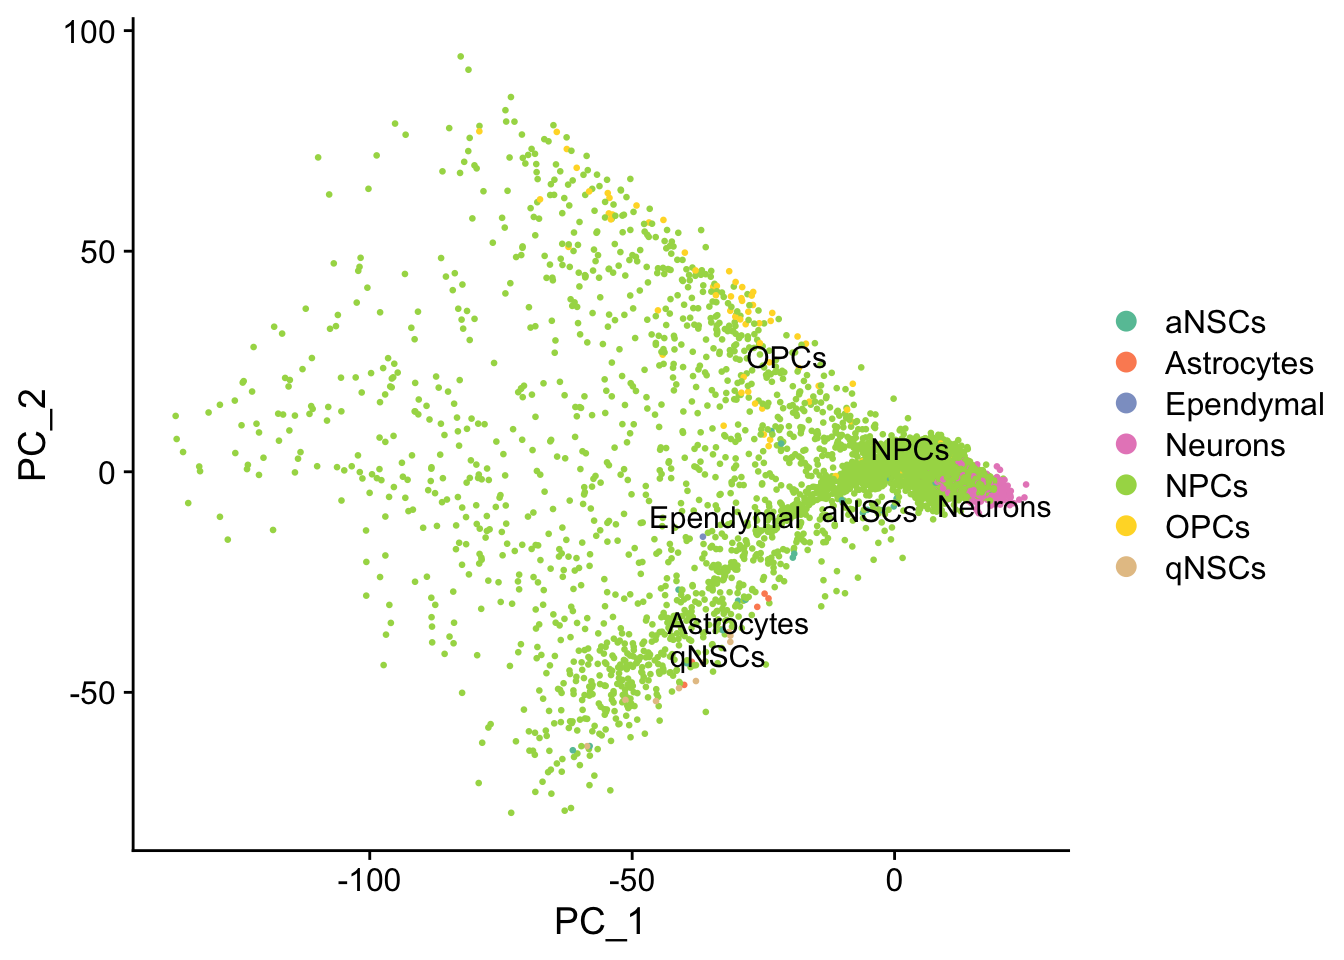 100
50
0
-50
PC_2
-100
-50
0
PC_1
OPCs
NPCs
Ependymal
aNSCs
Neurons
Astrocytes
qNSCs
aNSCs
Astrocytes
Ependymal
Neurons
NPCs
OPCs
qNSCs